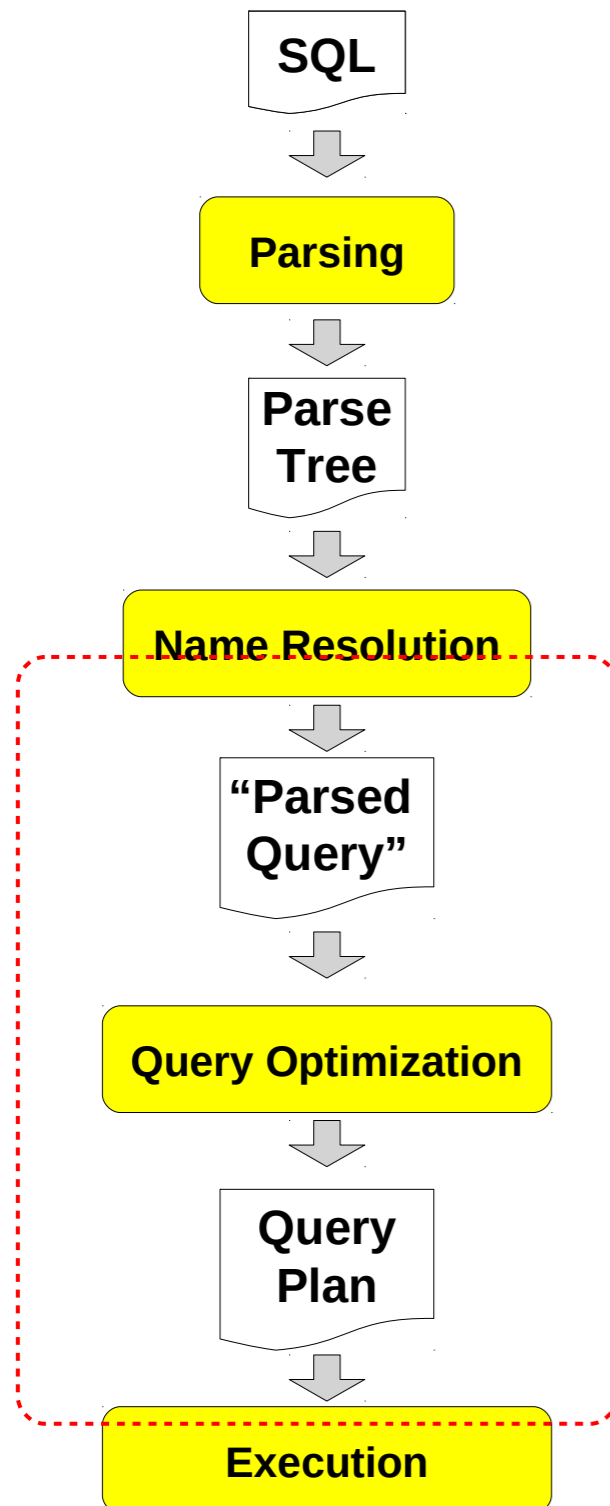 SQL
Parsing
Parse
Tree
Name Resolution
“Parsed
Query”
Query Optimization
Query
Plan
Execution